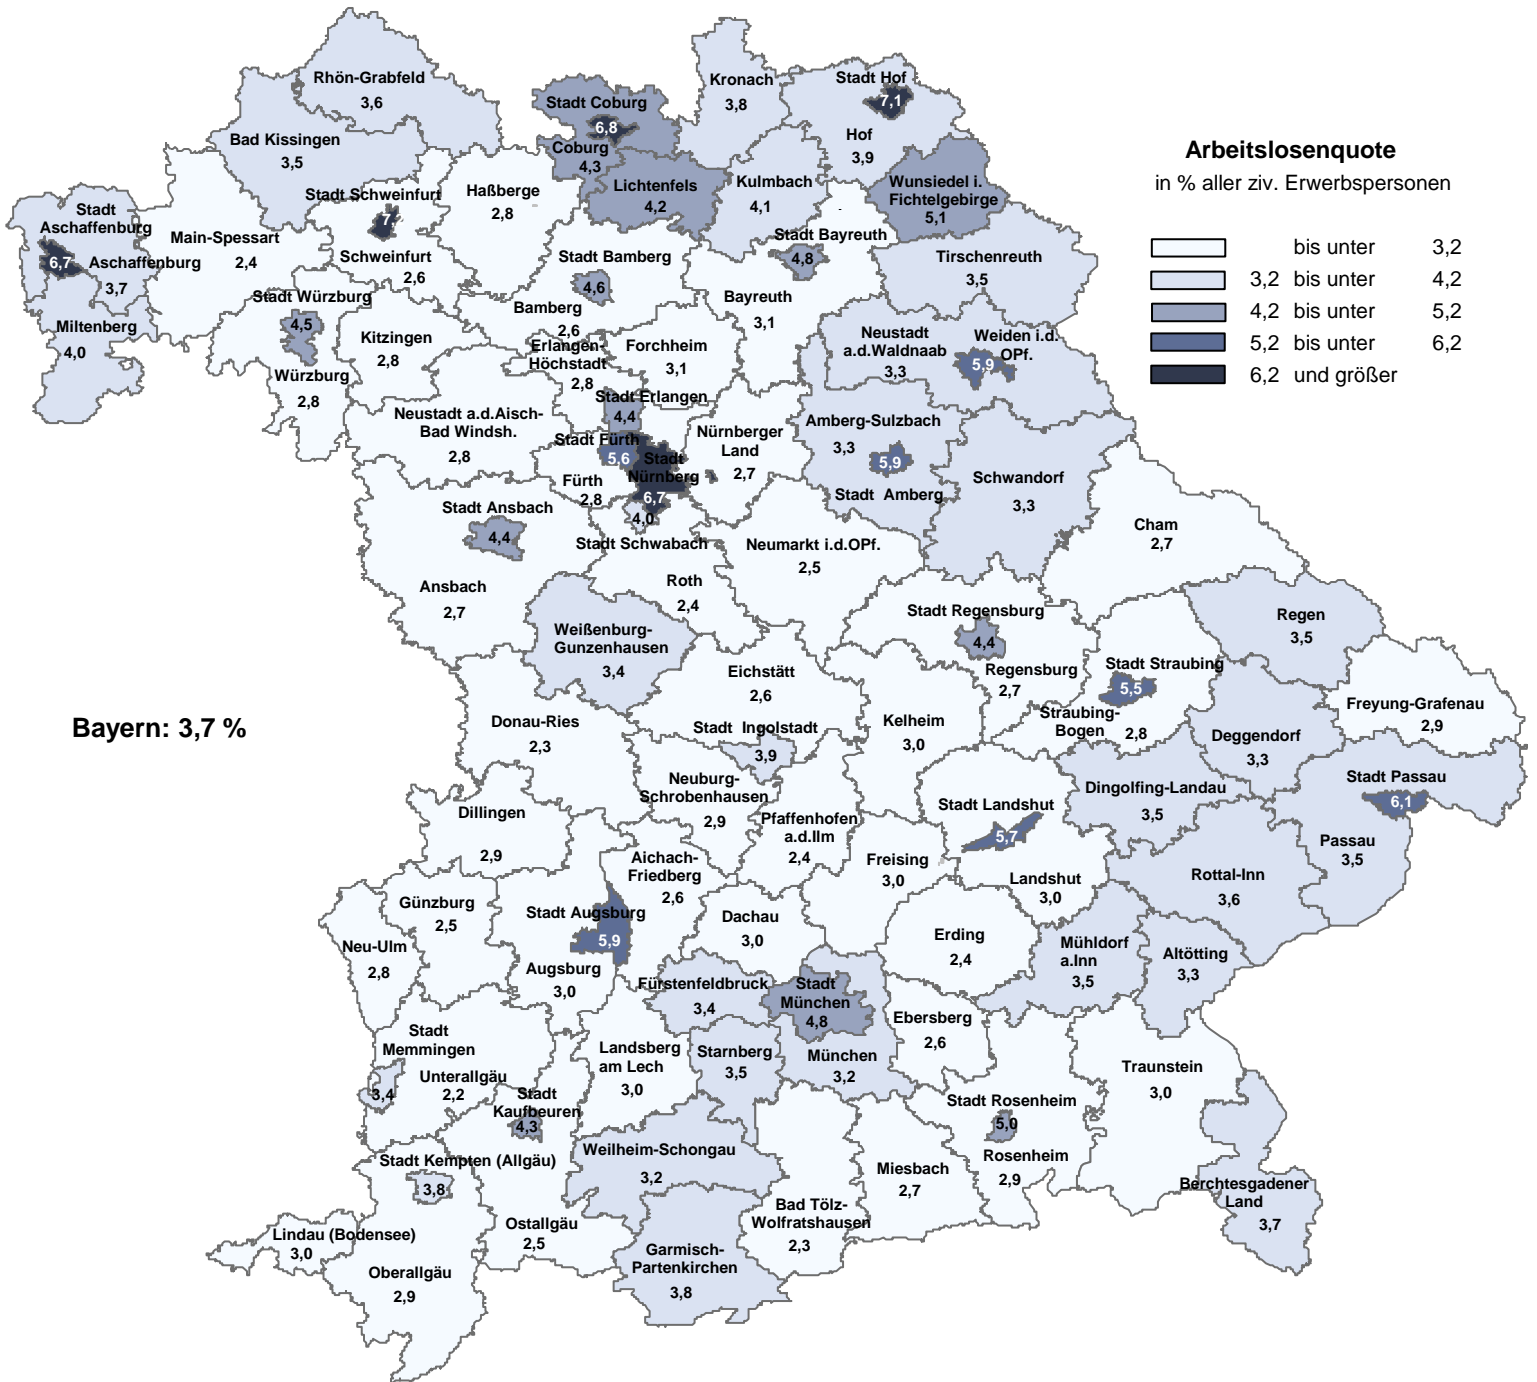 Rhön-Grabfeld
3,6
Bad Kissingen
3,5
Stadt Coburg
6,8
Coburg
4,3
Lichtenfels
4,2
Kronach
3,8
Stadt Hof
7,1
Hof
3,9
Kulmbach
4,1
Wunsiedel i.
Fichtelgebirge
5,1
Arbeitslosenquote
in % aller ziv. Erwerbspersonen
bis unter 3,2
3,2 bis unter 4,2
4,2 bis unter 5,2
5,2 bis unter 6,2
6,2 und größer
Stadt
Aschaffenburg
6,7
Aschaffenburg
3,7
Main-Spessart
2,4
Stadt Schweinfurt
7
Schweinfurt
2,6
Haßberge
2,8
Stadt Bamberg
4,6
Bamberg
2,6
Stadt Bayreuth
4,8
Bayreuth
3,1
Tirschenreuth
3,5
Miltenberg
4,0
Stadt Würzburg
4,5
Würzburg
2,8
Kitzingen
2,8
Erlangen-
Höchstadt
2,8
Forchheim
3,1
Neustadt
a.d.Waldnaab
3,3
Weiden i.d.
OPf.
5,9
Neustadt a.d.Aisch-
Bad Windsh.
2,8
Stadt Erlangen
4,4
Stadt Fürth
5,6
Stadt
Nürnberg
6,7
Nürnberger
Land
2,7
Fürth
2,8
Amberg-Sulzbach
3,3
5,9
Stadt Amberg
Schwandorf
3,3
Stadt Ansbach
4,4
4,0
Stadt Schwabach
Neumarkt i.d.OPf.
2,5
Cham
2,7
Ansbach
2,7
Roth
2,4
Weißenburg-
Gunzenhausen
3,4
Stadt Regensburg
4,4
Regensburg
2,7
Regen
3,5
Eichstätt
2,6
Stadt Straubing
5,5
Straubing-
Bogen
2,8
Freyung-Grafenau
2,9
Bayern: 3,7 %
Donau-Ries
2,3
Stadt Ingolstadt
3,9
Kelheim
3,0
Deggendorf
3,3
Neuburg-
Schrobenhausen
2,9
Dingolfing-Landau
3,5
Stadt Passau
6,1
Passau
3,5
Dillingen
2,9
Pfaffenhofen
a.d.Ilm
2,4
Stadt Landshut
5,7
Landshut
3,0
Freising
3,0
Rottal-Inn
3,6
Aichach-
Friedberg
2,6
Günzburg
2,5
Stadt Augsburg
5,9
Augsburg
3,0
Dachau
3,0
Erding
2,4
Mühldorf
a.Inn
3,5
Altötting
3,3
Neu-Ulm
2,8
Fürstenfeldbruck
3,4
Stadt
München
4,8
München
3,2
Ebersberg
2,6
Stadt
Memmingen
3,4
Unterallgäu
2,2
Landsberg
am Lech
3,0
Starnberg
3,5
Traunstein
3,0
Stadt
Kaufbeuren
4,3
Stadt Rosenheim
5,0
Rosenheim
2,9
Stadt Kempten (Allgäu)
3,8
Weilheim-Schongau
3,2
Miesbach
2,7
Berchtesgadener
Land
3,7
Bad Tölz-
Wolfratshausen
2,3
Lindau (Bodensee)
3,0
Ostallgäu
2,5
Oberallgäu
2,9
Garmisch-
Partenkirchen
3,8